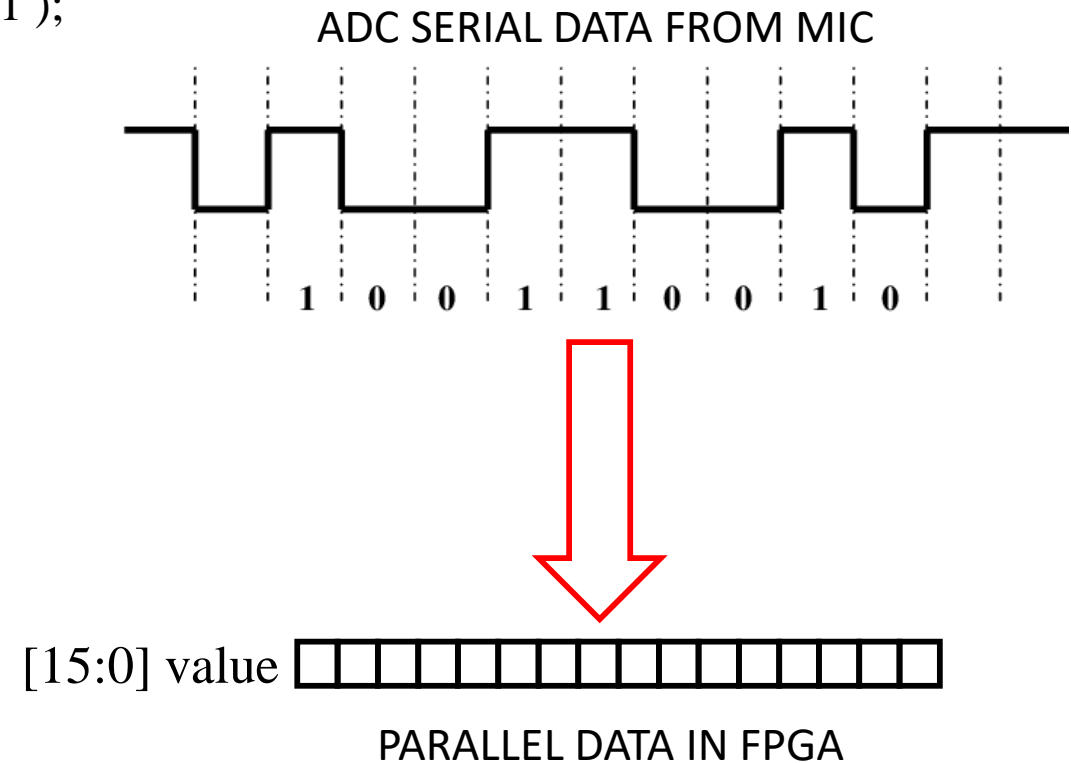 1');
ADC SERIAL DATA FROM MIC
1 0 0 1 1 0 0 1 0
[15:0] value
PARALLEL DATA IN FPGA